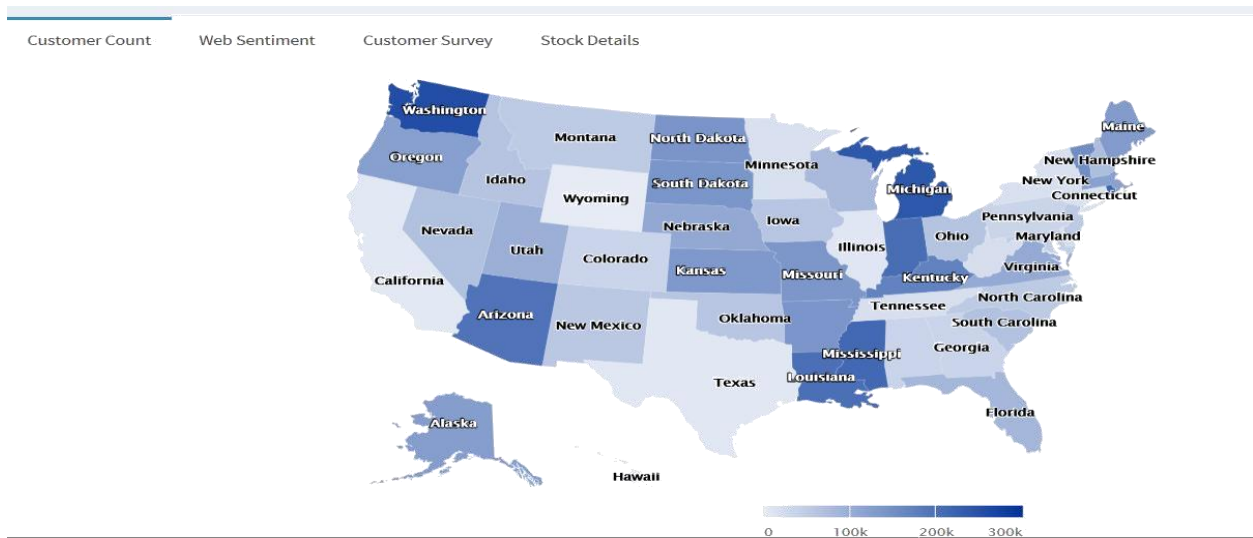 Customer Count Web Sentiment Customer Survey Stock Details
Washington
Montana
North Dakota
Maine
Oregon
Minnesota
New Hampshire
Idaho
South Dakota
Michigan
New York
Connecticut
Wyoming
Nebraska
Iowa
Pennsylvania
Nevada
Utah
Illinois
Ohio
Maryland
Colorado
California
Kansas
Missouri
Kentucky
Virginia
Arizona
New Mexico
Oklahoma
Tennessee
North Carolina
South Carolina
Mississippi
Georgia
Texas
Louisiana
Florida
Alaska
Hawaii
0 100k 200k 300k